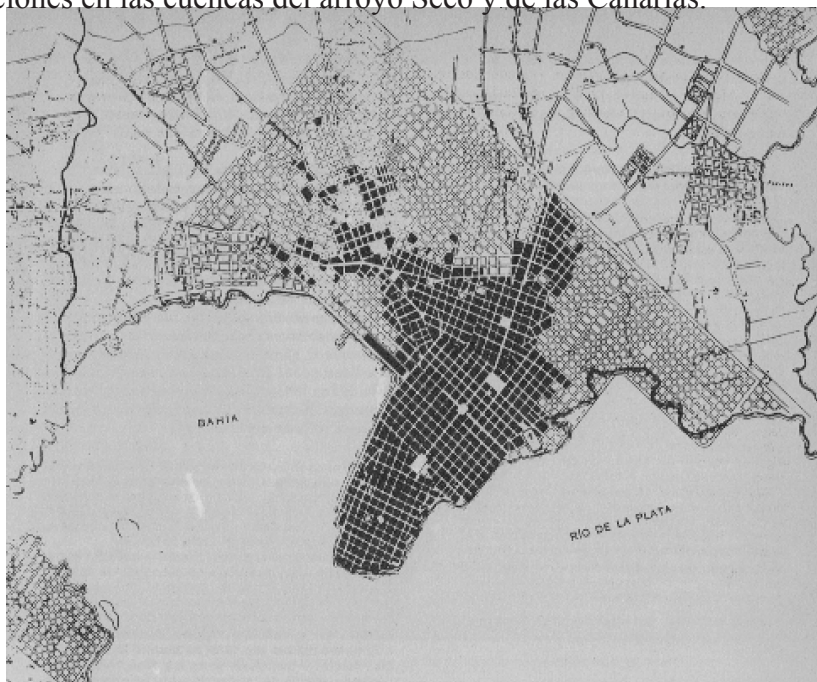 ciones en las cuencas del arroyo Seco y de las Canarias.
BAHIA
RÍO DE LA PLATA